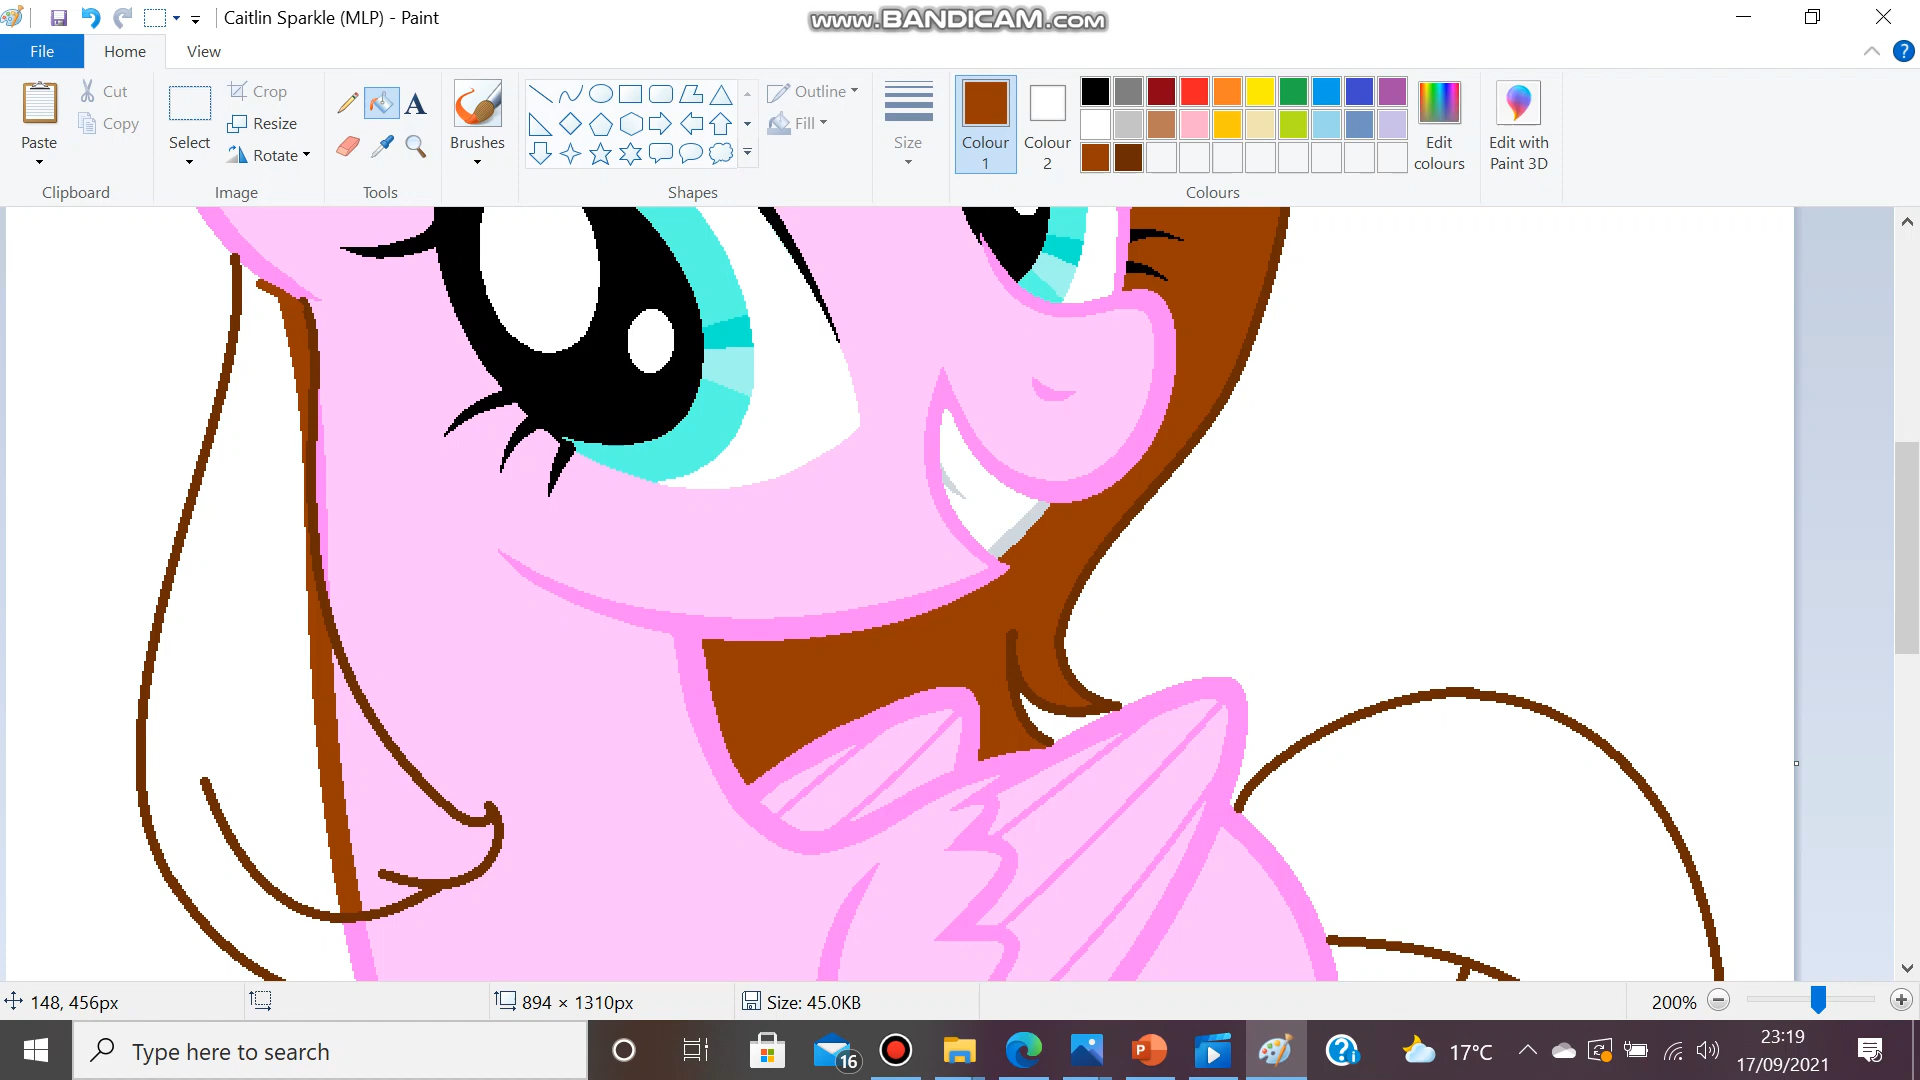 Caitlin Sparkle (MLP) - Paint
www.BANDICAM.com
File
Home
View
Paste
Cut
Copy
Clipboard
Select
Crop
Resize
Rotate
Image
A
Tools
Brushes
Shapes
Outline
Fill
Size
Colour 1
Colour 2
Colours
Edit colours
Edit with Paint 3D
?
148, 456px
894 × 1310px
Size: 45.0KB
200%
Type here to search
16
P
17°C
23:19
17/09/2021